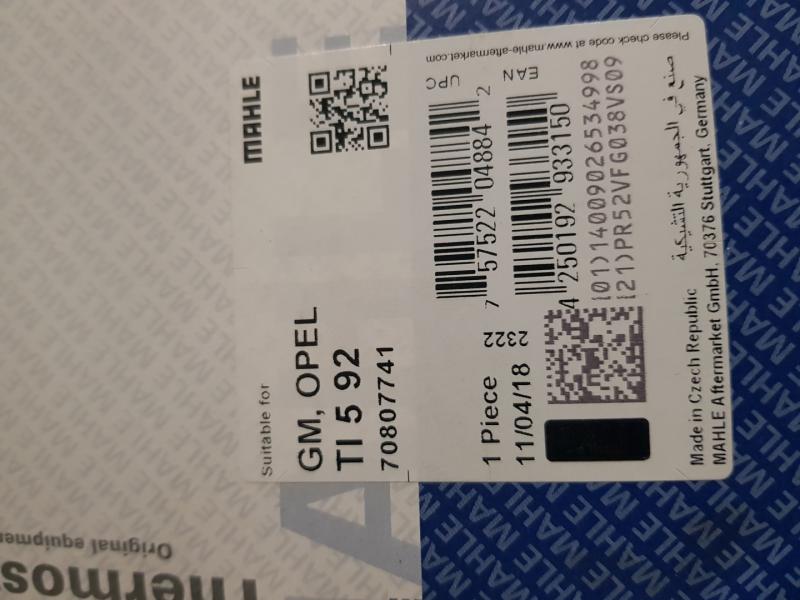 MAHLE
Suitable for
GM, OPEL
TI 5 92
70807741
Please check code at www.mahle-aftermarket.com
UPC
7 57522 04884 2
EAN
4 250192 933150
(01)14009026534998
(21)PR52VFG038VS09
1 Piece
2322
11/04/18
صنع في الجمهورية التشيكية
Made in Czech Republic
MAHLE Aftermarket GmbH, 70376 Stuttgart, Germany
Original